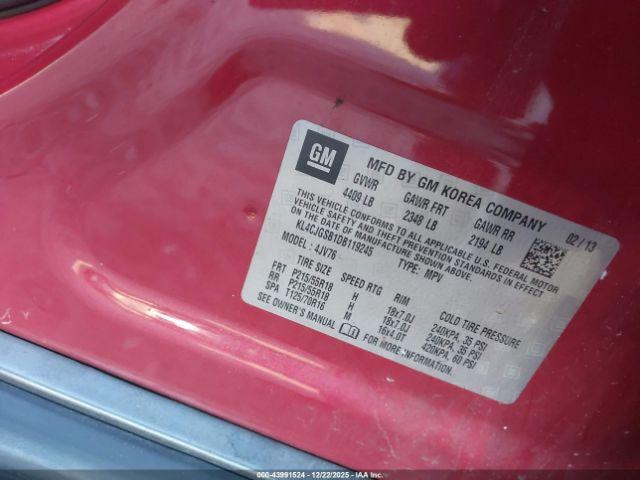 GM
MFD BY GM KOREA COMPANY
GVWR GAWR FRT GAWR RR 02 / 13
4409 LB 2348 LB 2194 LB
THIS VEHICLE CONFORMS TO ALL APPLICABLE U.S. FEDERAL MOTOR
VEHICLE SAFETY AND THEFT PREVENTION STANDARDS IN EFFECT
ON THE DATE OF MANUFACTURE SHOWN ABOVE.
KL4CJGSB1DB119245 TYPE: MPV
MODEL: 4JV76
TIRE SIZE SPEED RTG RIM COLD TIRE PRESSURE
FRT P215/55R18 H 18x7.0J 240KPA, 35 PSI
RR P215/55R18 H 18x7.0J 240KPA, 35 PSI
SPA T125/70R16 M 16x4.0T 420KPA, 60 PSI
SEE OWNER'S MANUAL FOR MORE INFORMATION.
000-43991524 - 12/22/2025 - IAAI.COM